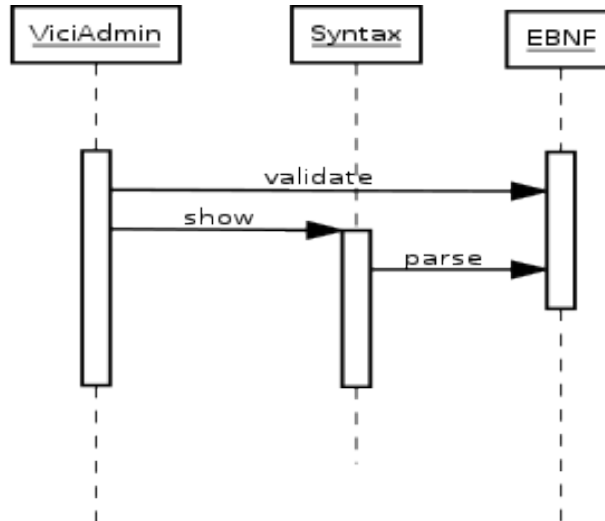 ViciAdmin
Syntax
EBNF
validate
show
parse